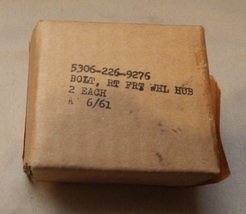 5306-226-9276
BOLT, RT FRT WHL HUB
2 EACH
A 6/61